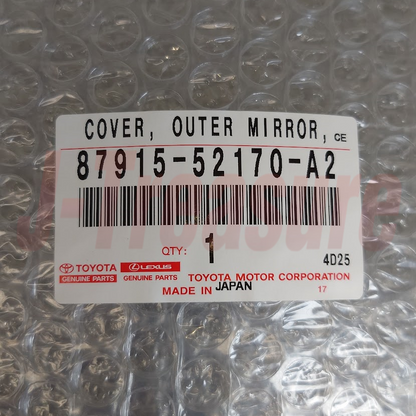 COVER, OUTER MIRROR, CE
87915-52170-A2
QTY: 1
4D25
TOYOTA LEXUS TOYOTA MOTOR CORPORATION
GENUINE PARTS GENUINE PARTS
MADE IN JAPAN 17
J-Treasure